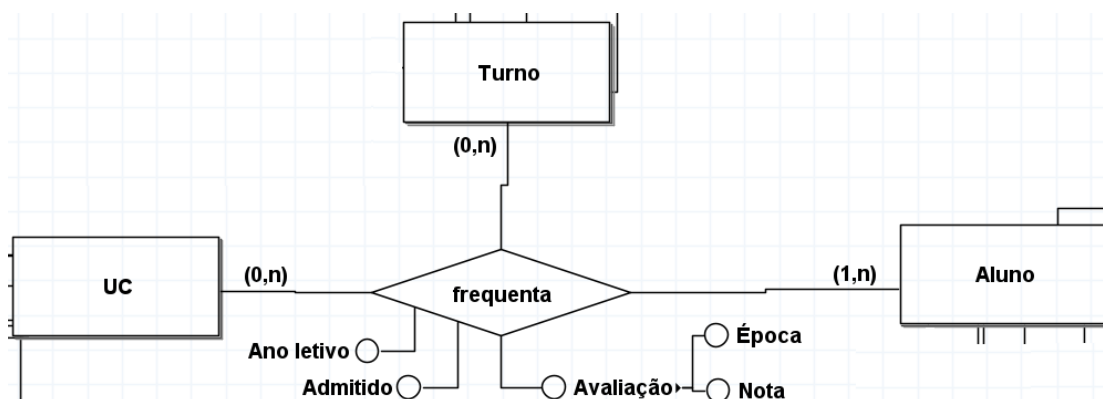 Turno
(0,n)
UC
(0,n)
frequenta
(1,n)
Aluno
Ano letivo
Admitido
Avaliação
Época
Nota